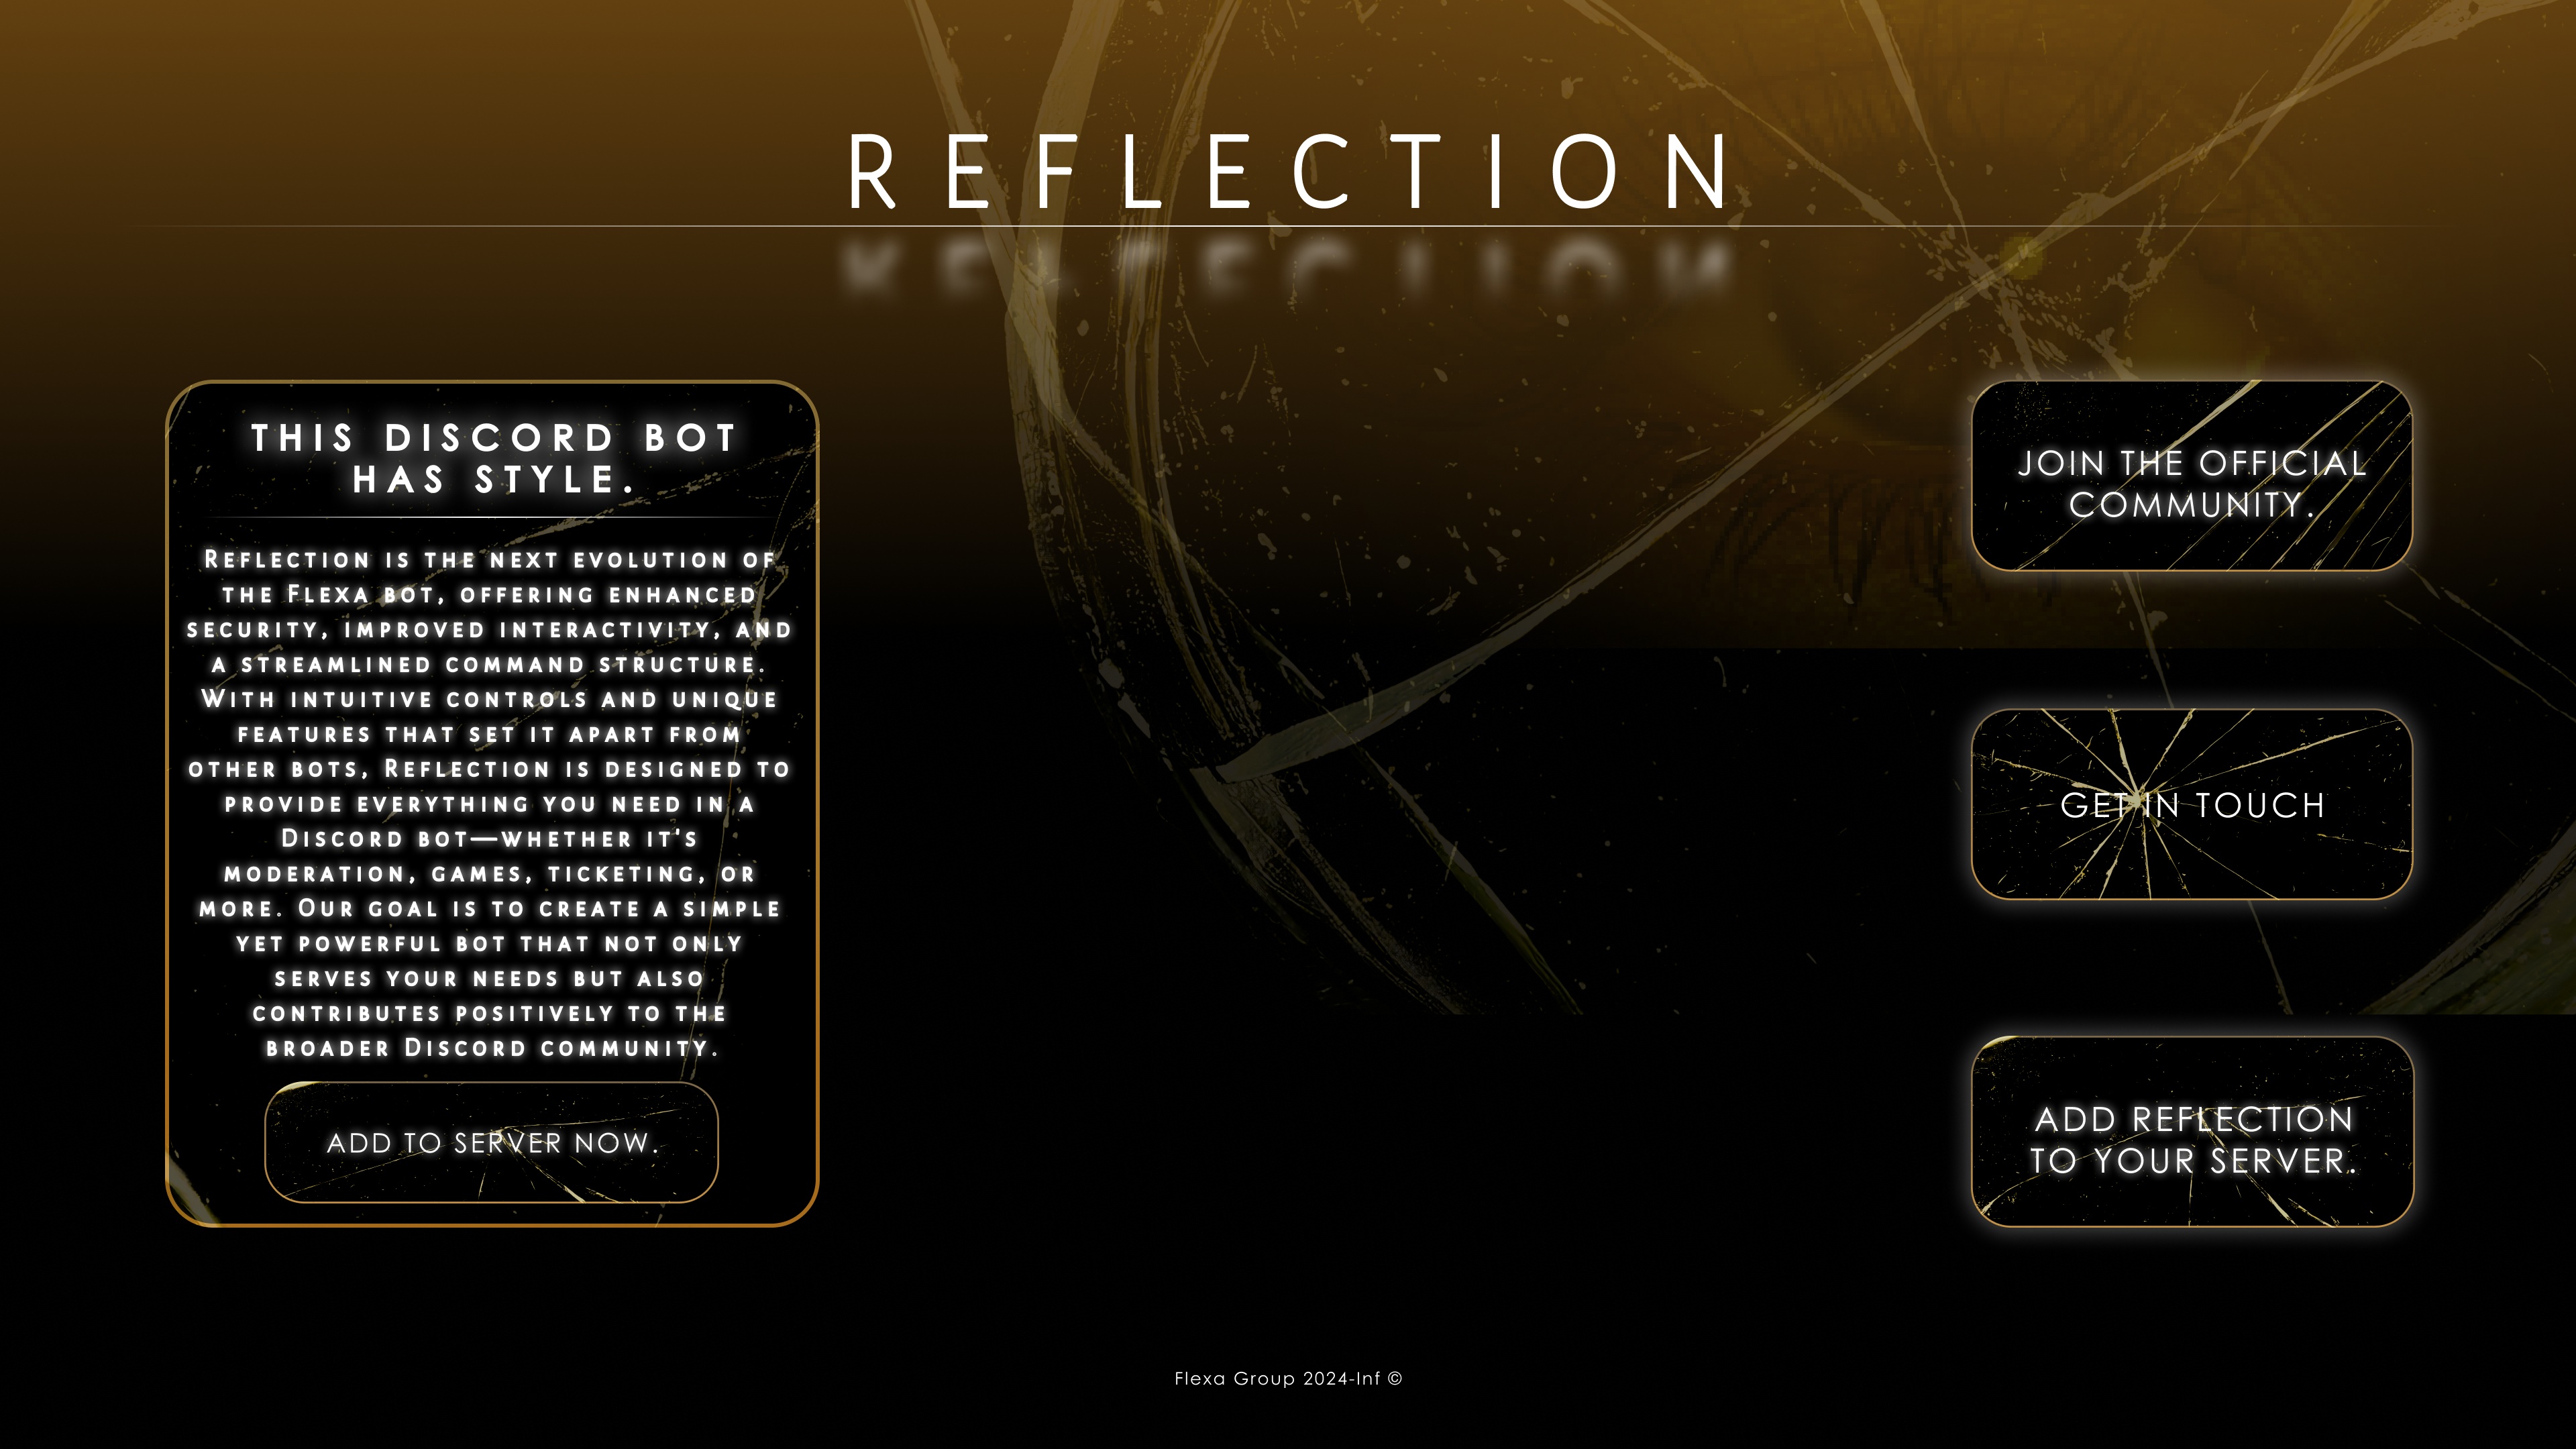 REFLECTION
THIS DISCORD BOT
HAS STYLE.
Reflection is the next evolution of
the Flexa bot, offering enhanced
security, improved interactivity, and
a streamlined command structure.
With intuitive controls and unique
features that set it apart from
other bots, Reflection is designed to
provide everything you need in a
Discord bot—whether it's
moderation, games, ticketing, or
more. Our goal is to create a simple
yet powerful bot that not only
serves your needs but also
contributes positively to the
broader Discord community.
ADD TO SERVER NOW.
JOIN THE OFFICIAL
COMMUNITY.
GET IN TOUCH
ADD REFLECTION
TO YOUR SERVER.
Flexa Group 2024-Inf ©